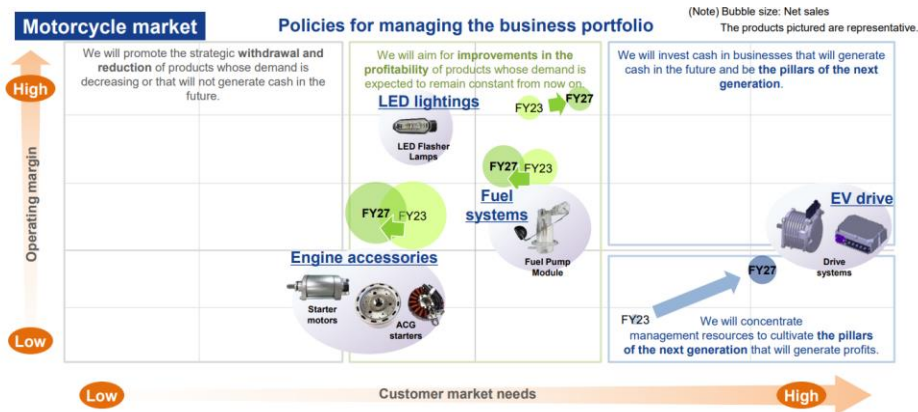 Motorcycle market
Policies for managing the business portfolio
(Note) Bubble size: Net sales
The products pictured are representative.
We will promote the strategic withdrawal and
reduction of products whose demand is
decreasing or that will not generate cash in the
future.
We will aim for improvements in the
profitability of products whose demand is
expected to remain constant from now on.
We will invest cash in businesses that will generate
cash in the future and be the pillars of the next
generation.
High
Operating margin
Low
LED lightings
LED Flasher
Lamps
FY23
FY27
FY27
FY23
Fuel
systems
Fuel Pump
Module
FY27
FY23
Engine accessories
Starter
motors
ACG
starters
EV drive
Drive
systems
FY27
FY23
We will concentrate
management resources to cultivate the pillars
of the next generation that will generate profits.
Low
Customer market needs
High